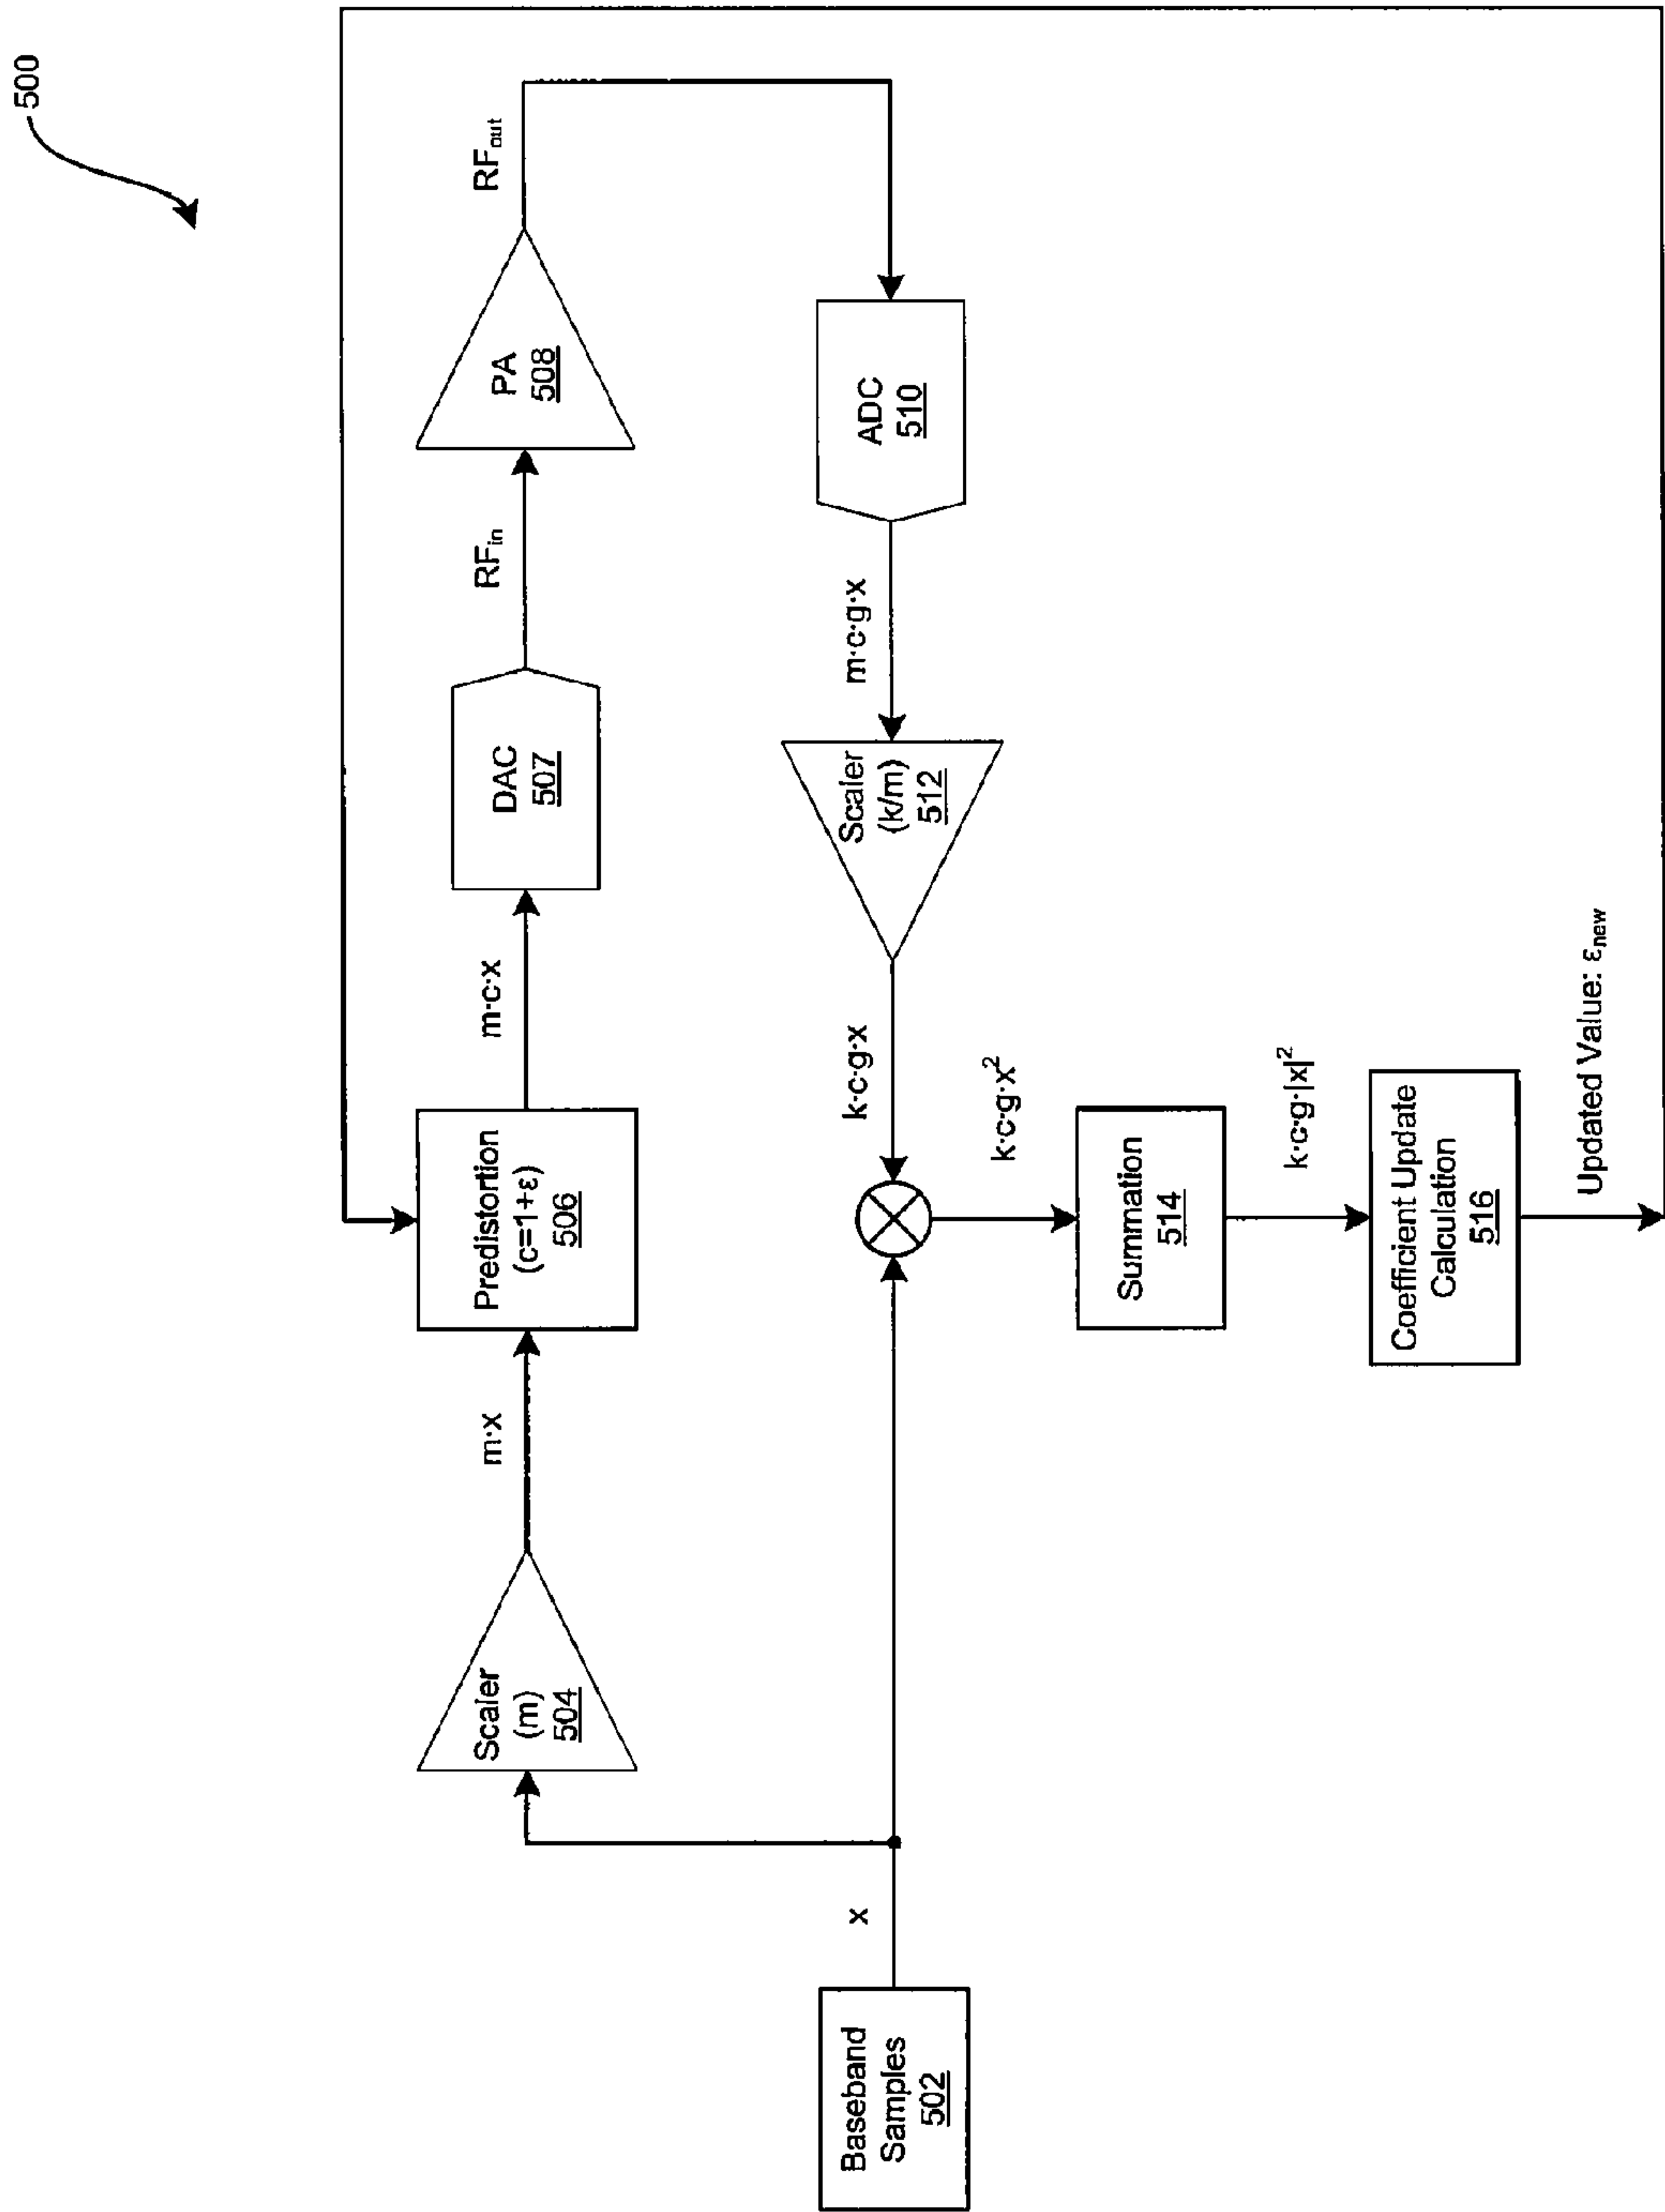 500
Baseband
Samples
502
x
Scaler
(m)
504
m·x
Predistortion
(c=1+ε)
506
m·c·x
DAC
507
RFin
PA
508
RFout
ADC
510
m·c·g·x
Scaler
(k/m)
512
k·c·g·x
k·c·g·x²
Summation
514
k·c·g·|x|²
Coefficient Update
Calculation
516
Updated Value: εnew